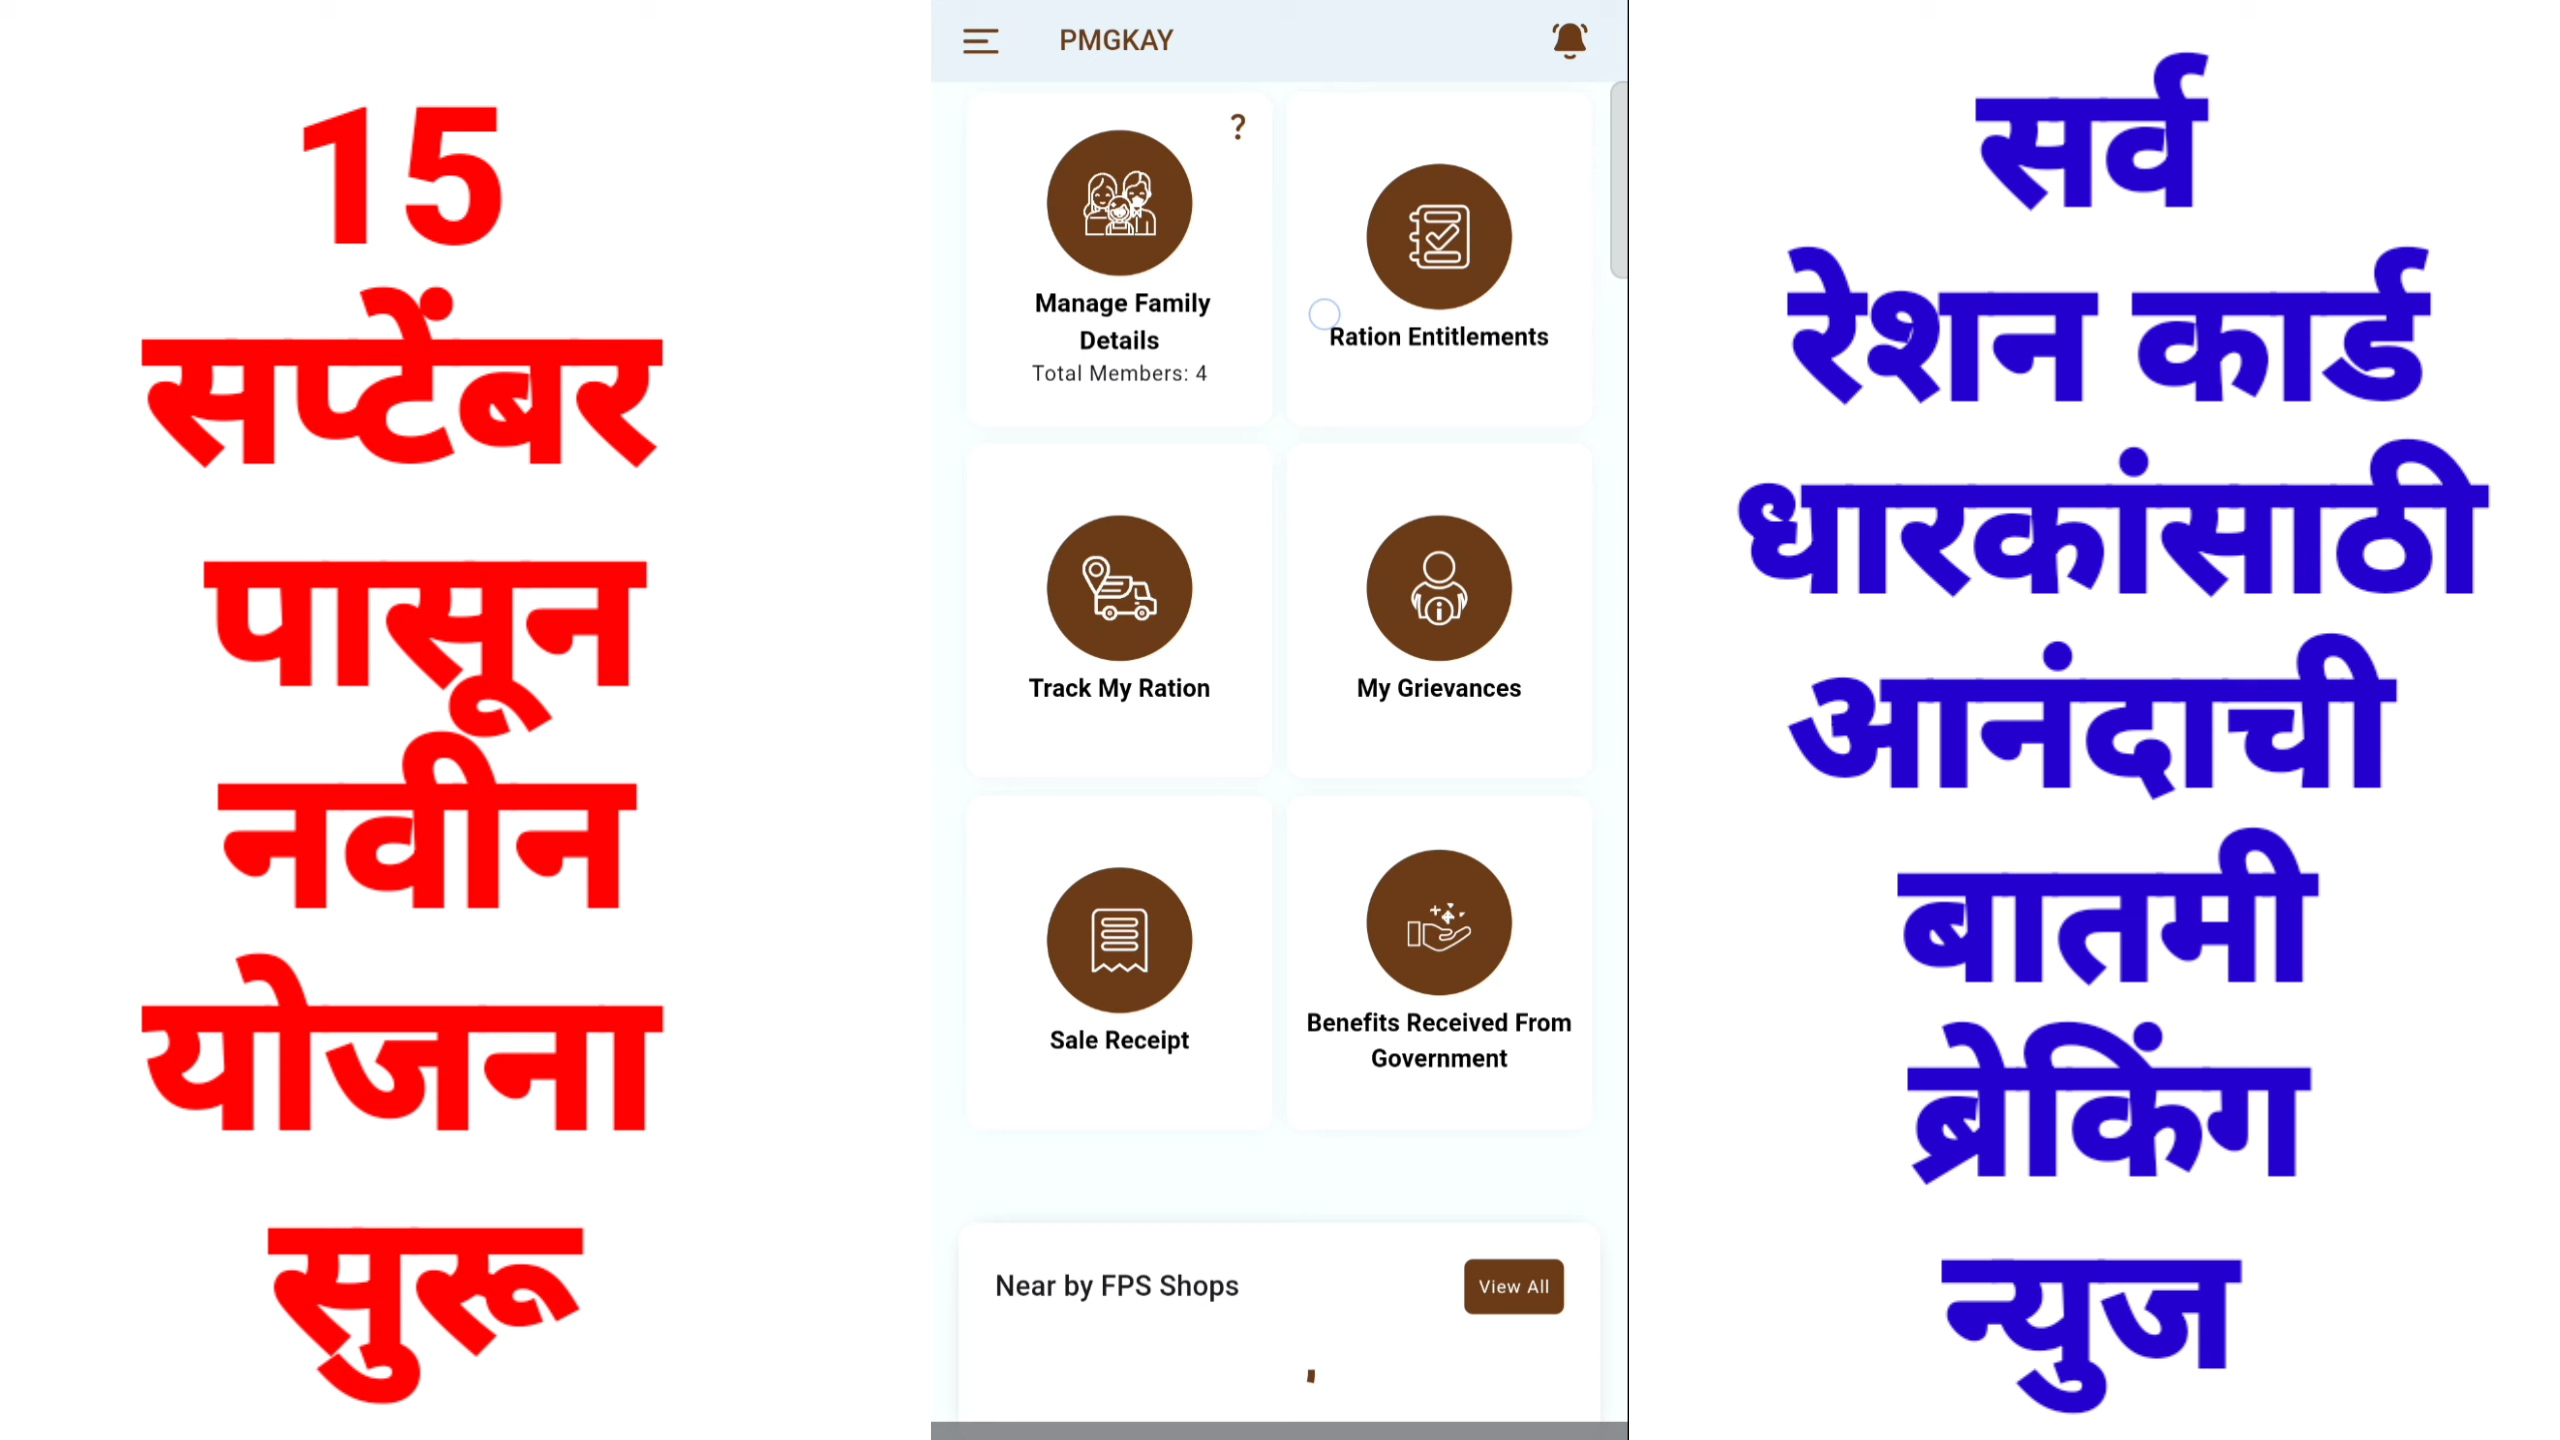 15
सप्टेंबर
पासून
नवीन
योजना
सुरू
PMGKAY
?
Manage Family
Details
Total Members: 4
Ration Entitlements
Track My Ration
My Grievances
Sale Receipt
Benefits Received From
Government
Near by FPS Shops
View All
सर्व
रेशन कार्ड
धारकांसाठी
आनंदाची
बातमी
ब्रेकिंग
न्युज